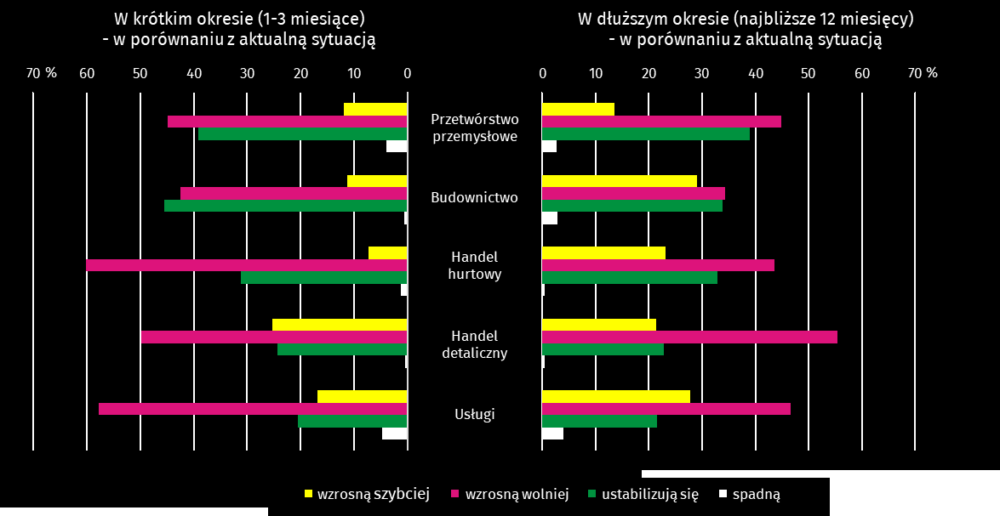 W krótkim okresie (1-3 miesiące)
- w porównaniu z aktualną sytuacją
W dłuższym okresie (najbliższe 12 miesięcy)
- w porównaniu z aktualną sytuacją
70 % 60 50 40 30 20 10 0
0 10 20 30 40 50 60 70 %
Przetwórstwo
przemysłowe
Budownictwo
Handel
hurtowy
Handel
detaliczny
Usługi
wzrosną szybciej wzrosną wolniej ustabilizują się spadną